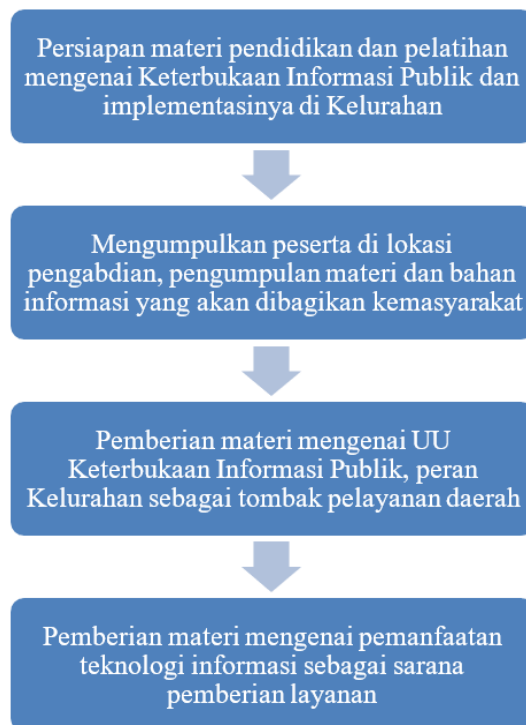 Persiapan materi pendidikan dan pelatihan
mengenai Keterbukaan Informasi Publik dan
implementasinya di Kelurahan
Mengumpulkan peserta di lokasi
pengabdian, pengumpulan materi dan bahan
informasi yang akan dibagikan kemasyarakat
Pemberian materi mengenai UU
Keterbukaan Informasi Publik, peran
Kelurahan sebagai tombak pelayanan daerah
Pemberian materi mengenai pemanfaatan
teknologi informasi sebagai sarana
pemberian layanan